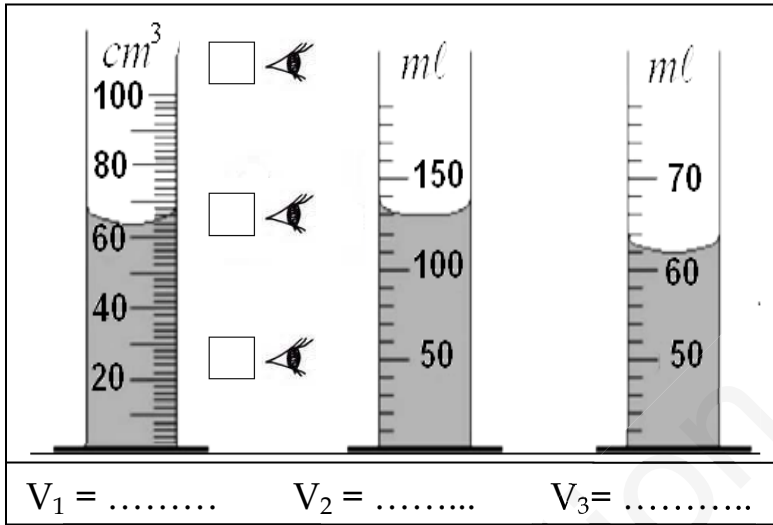 cm³
100
80
60
40
20
mℓ
150
100
50
mℓ
70
60
50
V₁ = ......... V₂ = ........ V₃= ...........